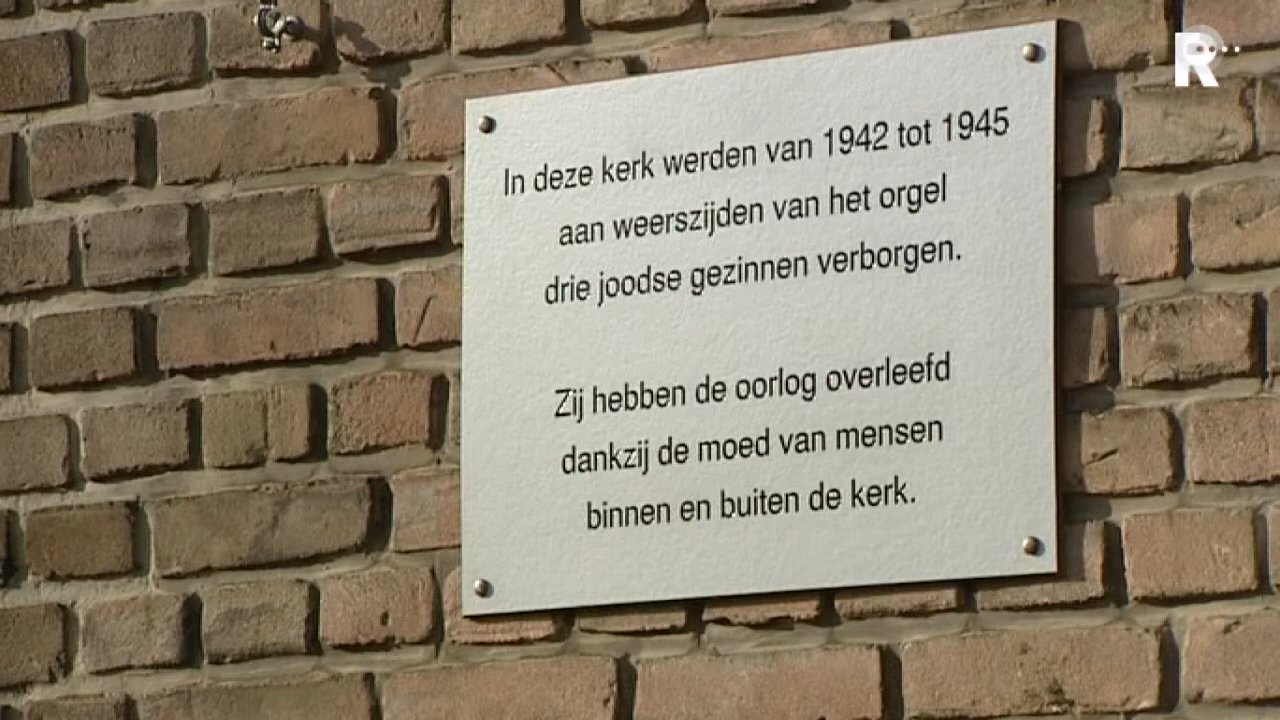 In deze kerk werden van 1942 tot 1945
aan weerszijden van het orgel
drie joodse gezinnen verborgen.
Zij hebben de oorlog overleefd
dankzij de moed van mensen
binnen en buiten de kerk.
R